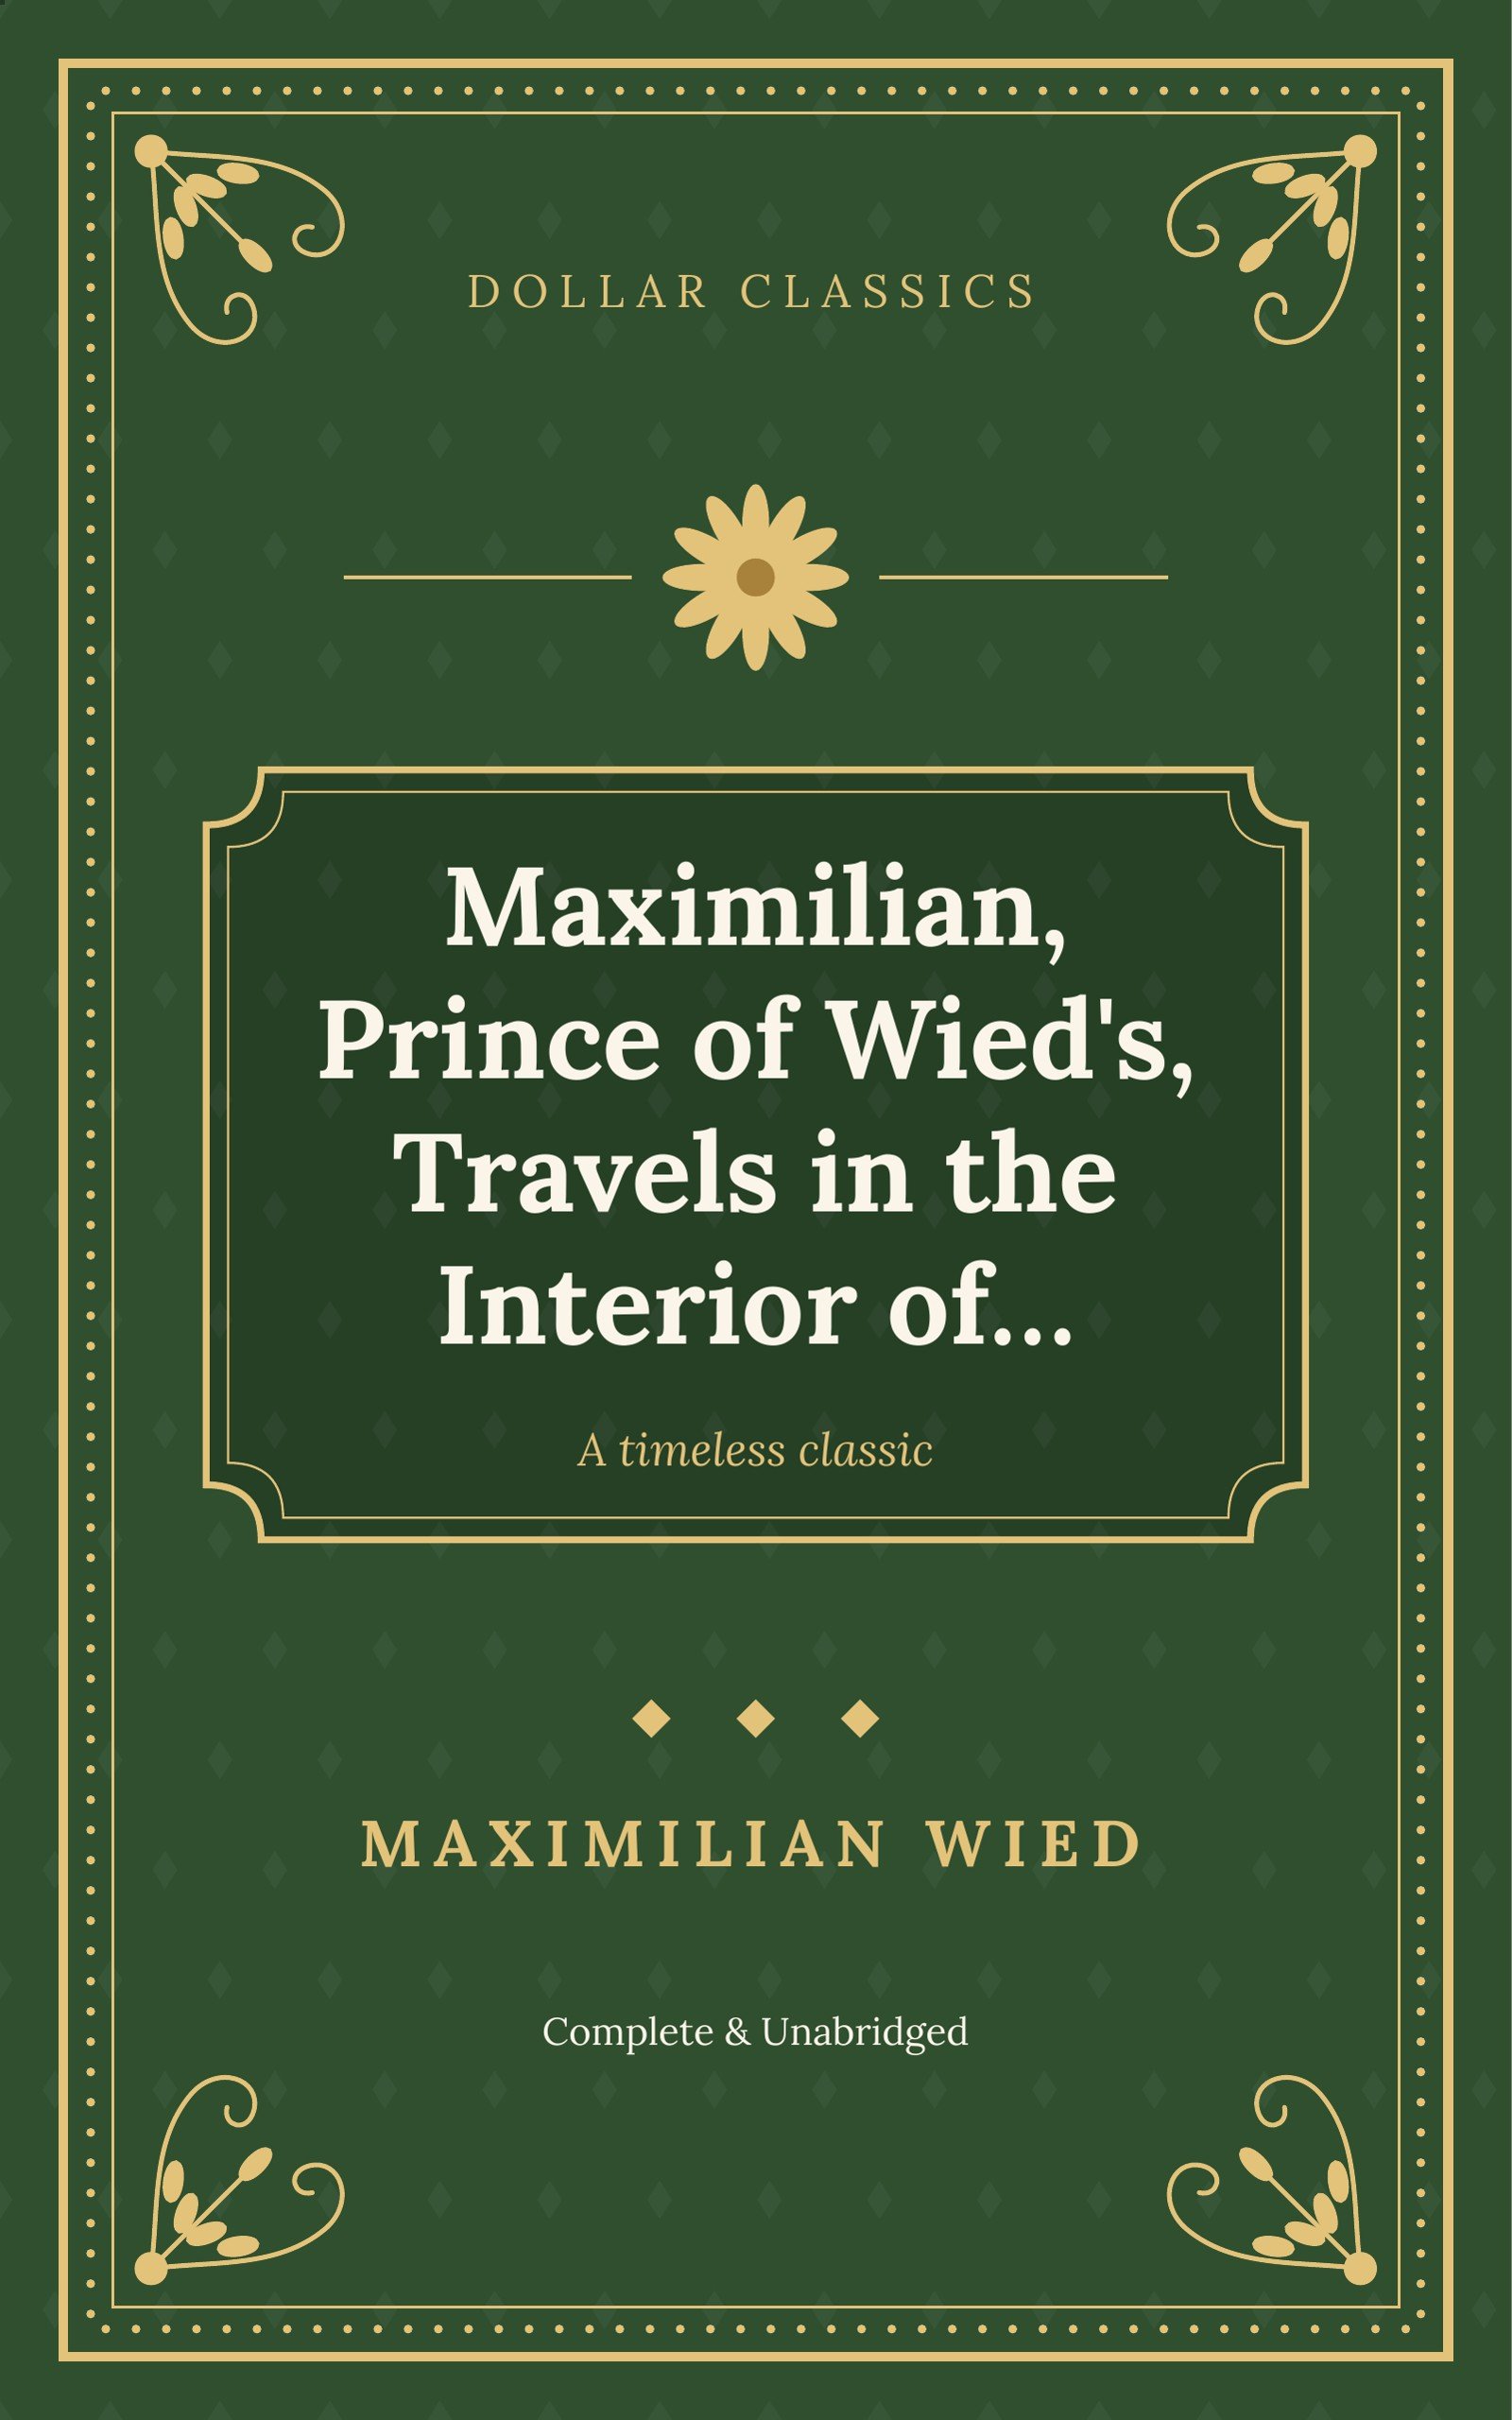 DOLLAR CLASSICS
Maximilian,
Prince of Wied's,
Travels in the
Interior of...
A timeless classic
MAXIMILIAN WIED
Complete & Unabridged